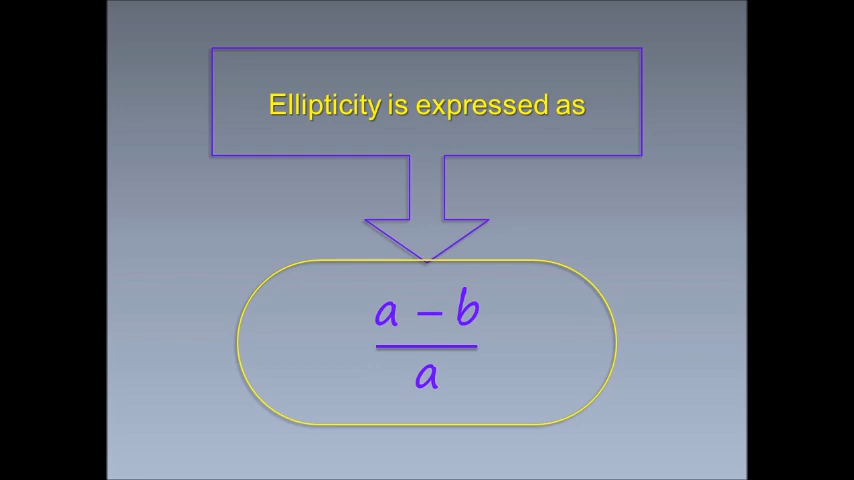 Ellipticity is expressed as
a – b
a